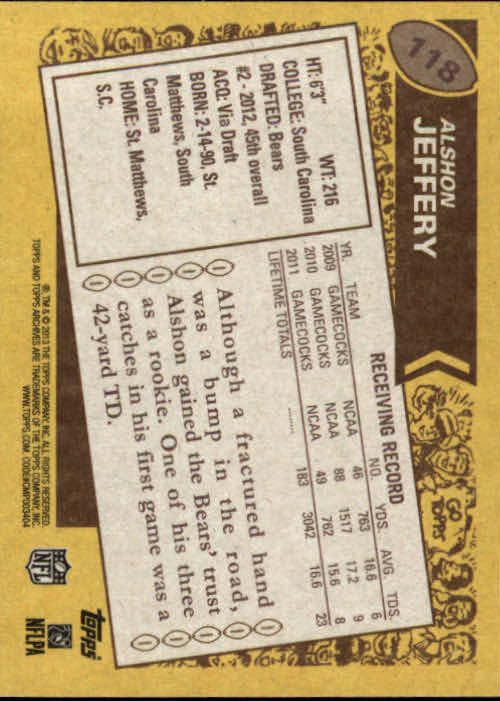 118
ALSHON
JEFFERY
HT: 6'3" WT: 216
COLLEGE: South Carolina
DRAFTED: Bears
#2 - 2012, 45th overall
ACQ: Via Draft
BORN: 2-14-90, St.
Matthews, South
Carolina
HOME: St. Matthews,
S.C.
RECEIVING RECORD
YR. TEAM NO. YDS. AVG. TDS.
2009 GAMECOCKS NCAA 46 763 16.6 6
2010 GAMECOCKS NCAA 88 1517 17.2 9
2011 GAMECOCKS NCAA 49 762 15.6 8
LIFETIME TOTALS ........ 183 3042 16.6 23
Although a fractured hand
was a bump in the road,
Alshon gained the Bears' trust
as a rookie. One of his three
catches in his first game was a
42-yard TD.
GO
TOPPS
®, TM & © 2013 THE TOPPS COMPANY, INC. ALL RIGHTS RESERVED.
TOPPS AND TOPPS ARCHIVES ARE TRADEMARKS OF THE TOPPS COMPANY, INC.
WWW.TOPPS.COM CODE#CMP003404
NFL
NFLPA
Topps